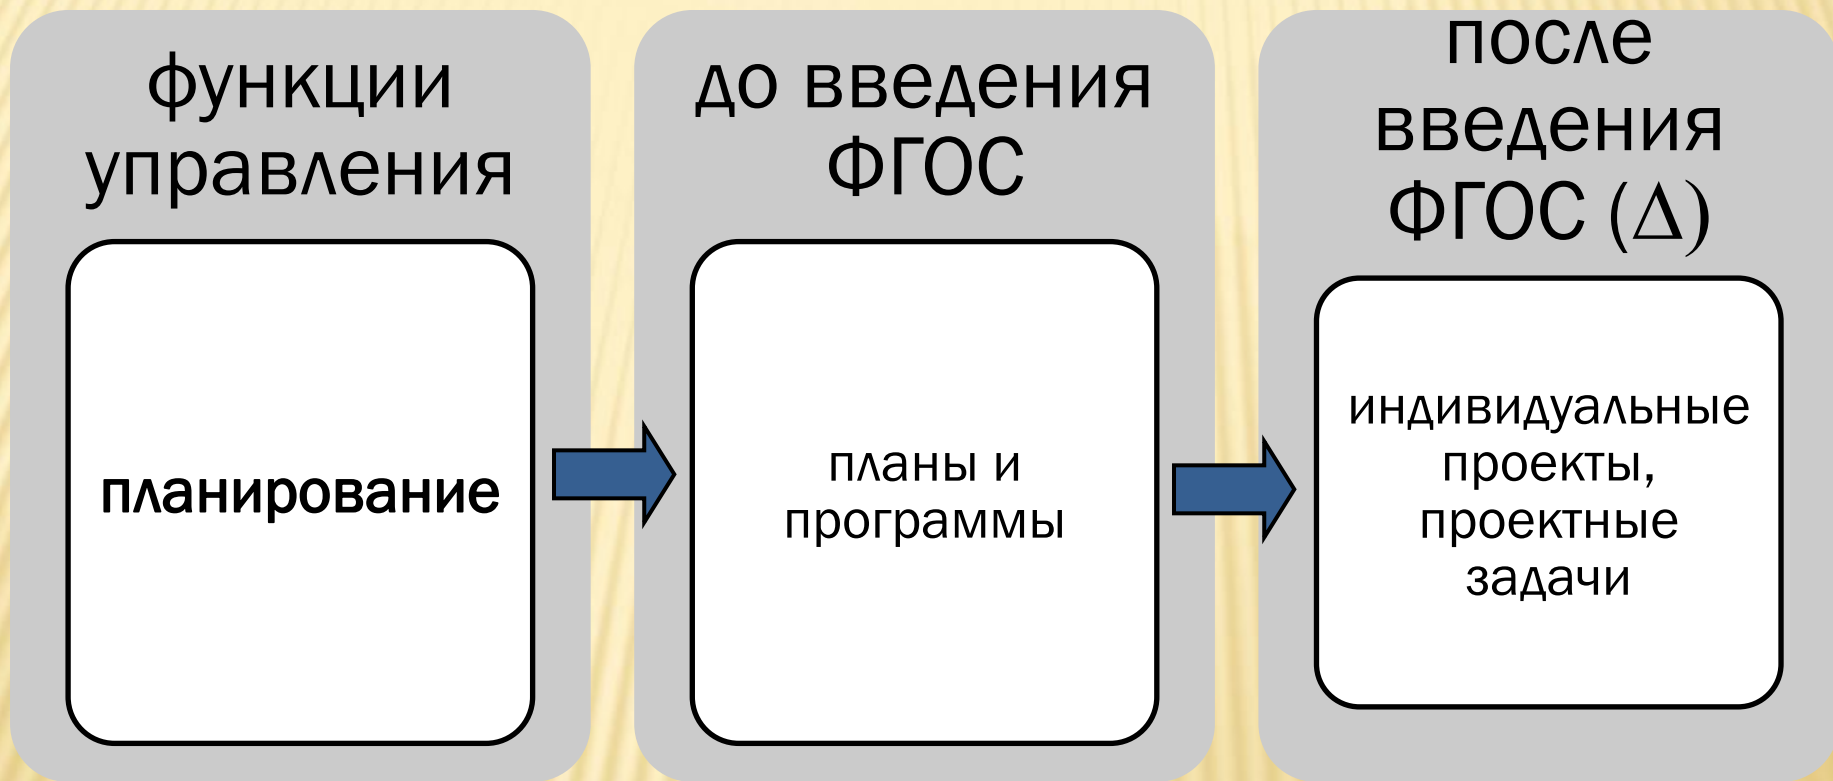 функции
управления
планирование
до введения
ФГОС
планы и
программы
после
введения
ФГОС (Δ)
индивидуальные
проекты,
проектные
задачи